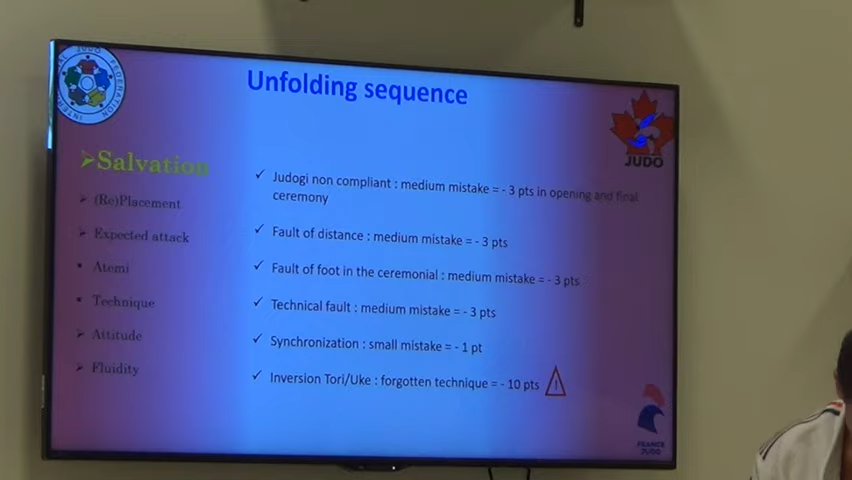 Unfolding sequence
JUDO
➤Salvation
➤ (Re)Placement
➤ Expected attack
▪ Atemi
▪ Technique
➤ Attitude
➤ Fluidity
✓ Judogi non compliant : medium mistake = - 3 pts in opening and final
ceremony
✓ Fault of distance : medium mistake = - 3 pts
✓ Fault of foot in the ceremonial : medium mistake = - 3 pts
✓ Technical fault : medium mistake = - 3 pts
✓ Synchronization : small mistake = - 1 pt
✓ Inversion Tori/Uke : forgotten technique = - 10 pts
FRANCE
JUDO